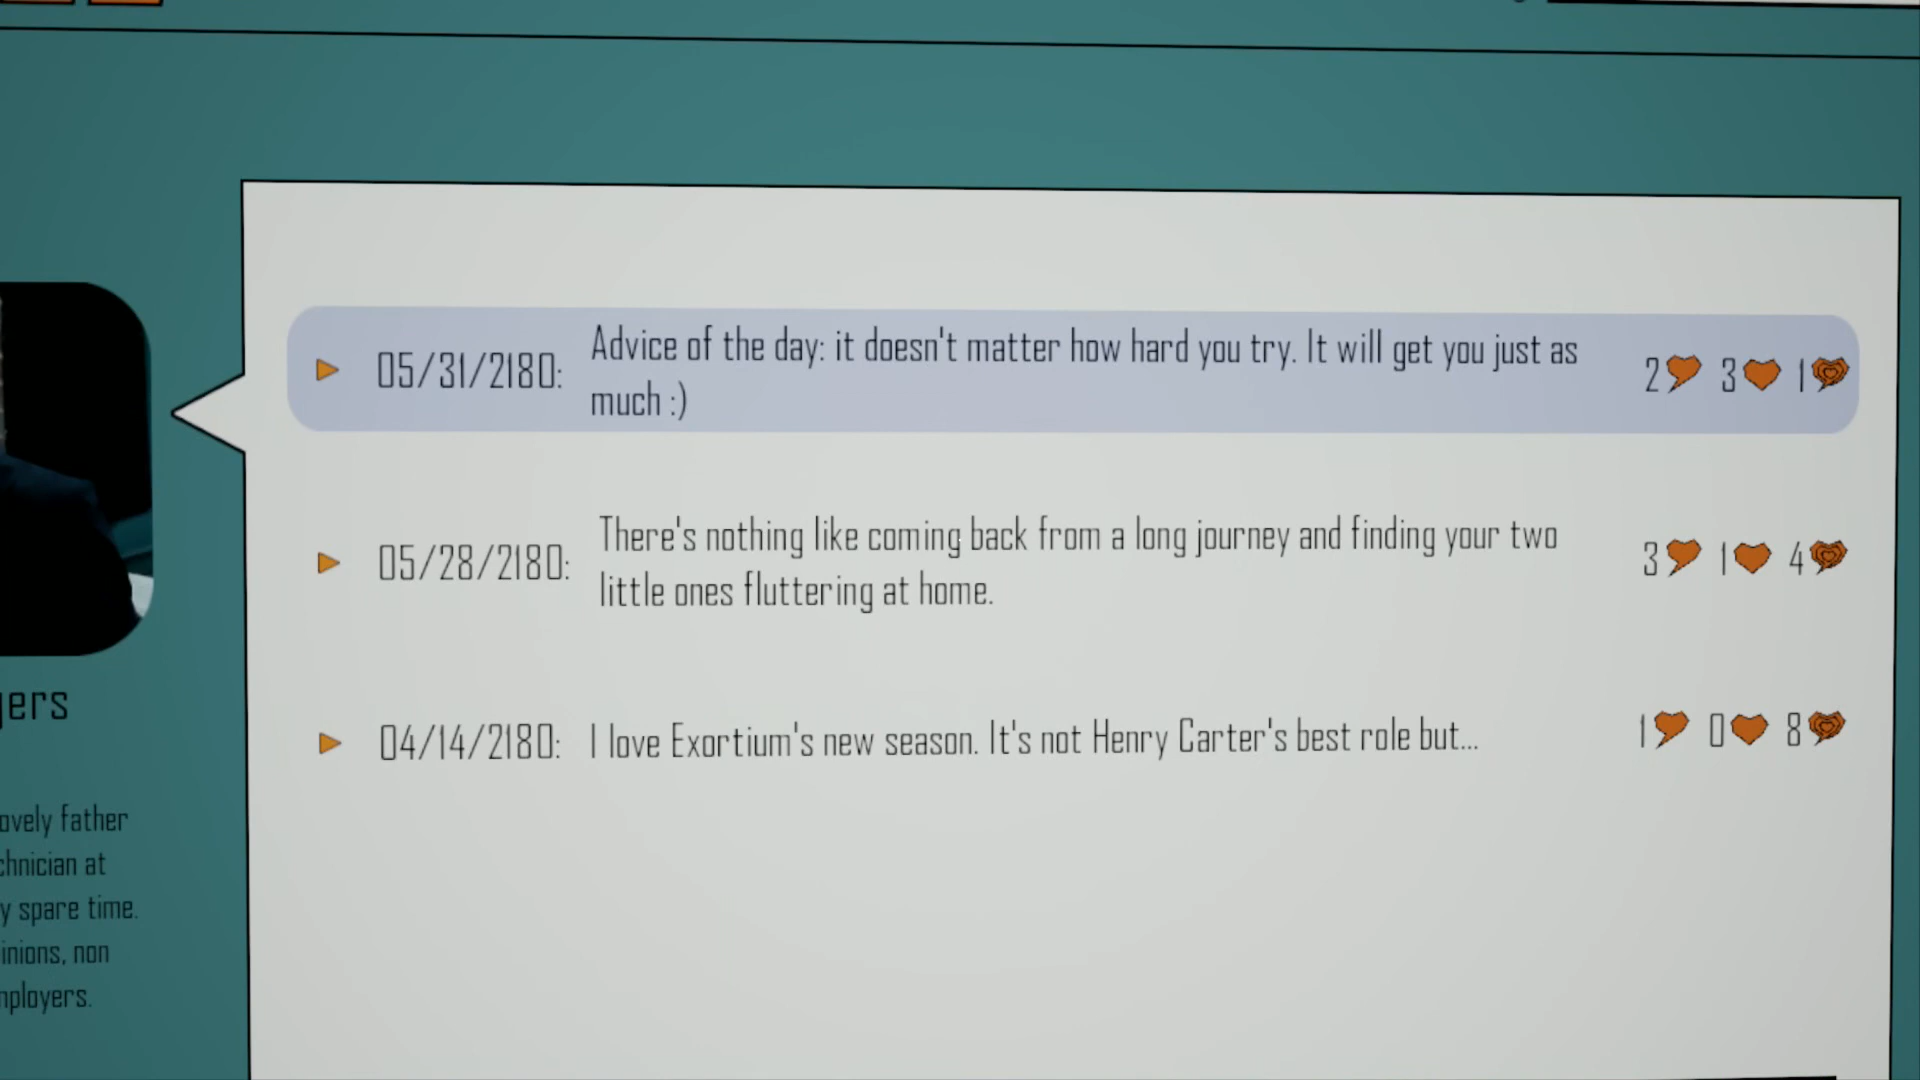 05/31/2180: Advice of the day: it doesn't matter how hard you try. It will get you just as
much :)
2 3 1
05/28/2180: There's nothing like coming back from a long journey and finding your two
little ones fluttering at home.
3 1 4
04/14/2180: I love Exortium's new season. It's not Henry Carter's best role but...
1 0 8
gers
ovely father
chnician at
y spare time.
inions, non
mployers.